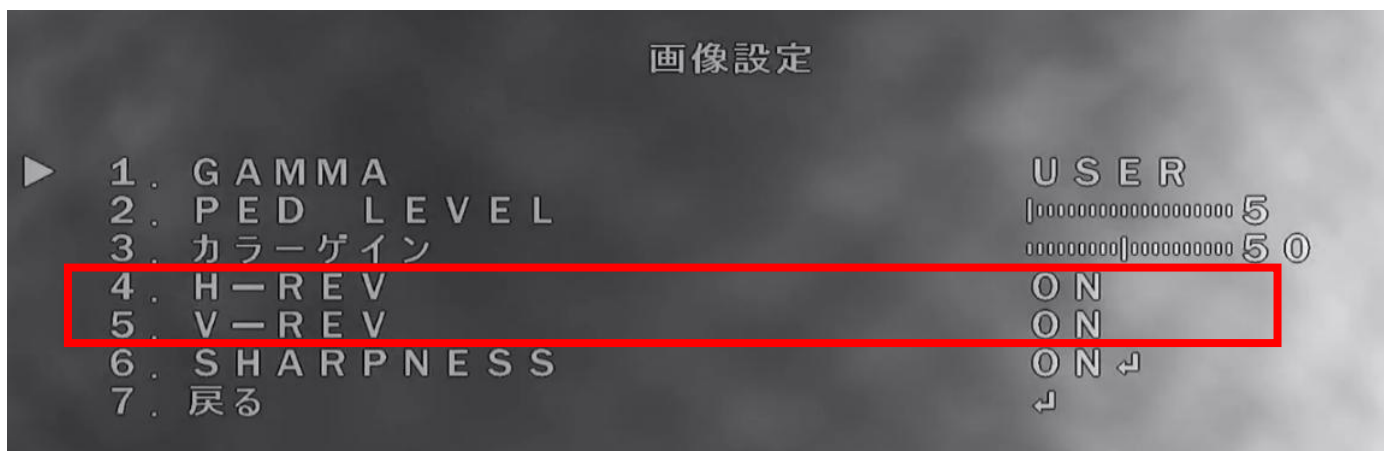 画像設定
▶ 1. GAMMA USER
2. PED LEVEL 5
3. カラーゲイン 50
4. H－REV ON
5. V－REV ON
6. SHARPNESS ON↲
7. 戻る ↲